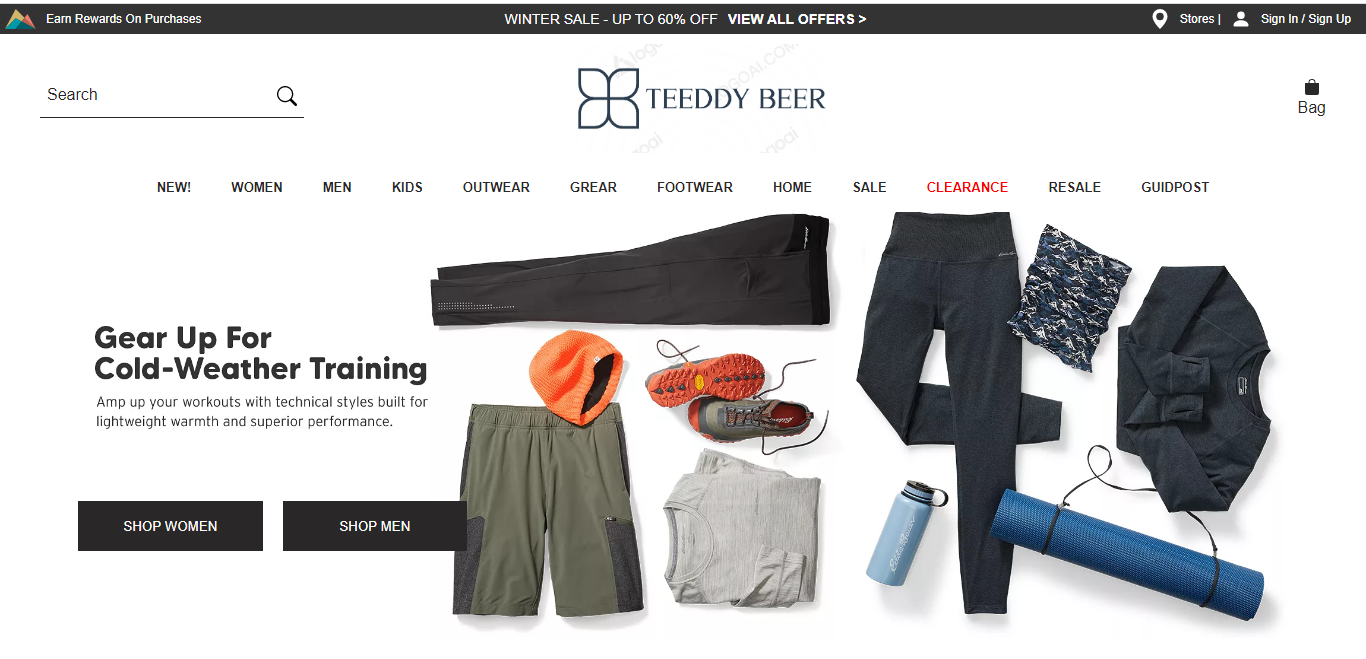 Earn Rewards On Purchases
WINTER SALE - UP TO 60% OFF VIEW ALL OFFERS >
Stores |
Sign In / Sign Up
Search
TEEDDY BEER
Bag
NEW! WOMEN MEN KIDS OUTWEAR GREAR FOOTWEAR HOME SALE CLEARANCE RESALE GUIDPOST
Gear Up For
Cold-Weather Training
Amp up your workouts with technical styles built for
lightweight warmth and superior performance.
SHOP WOMEN
SHOP MEN
Eddie Bauer